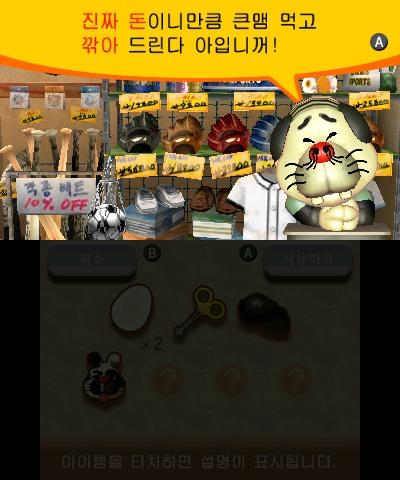 진짜 돈이니만큼 큰맴 먹고
깎아 드린다 아입니꺼!
A
SPORTS
각종 배트
10% OFF
취소
B
A
사용하기
×2
?
?
?
아이템을 터치하면 설명이 표시됩니다.